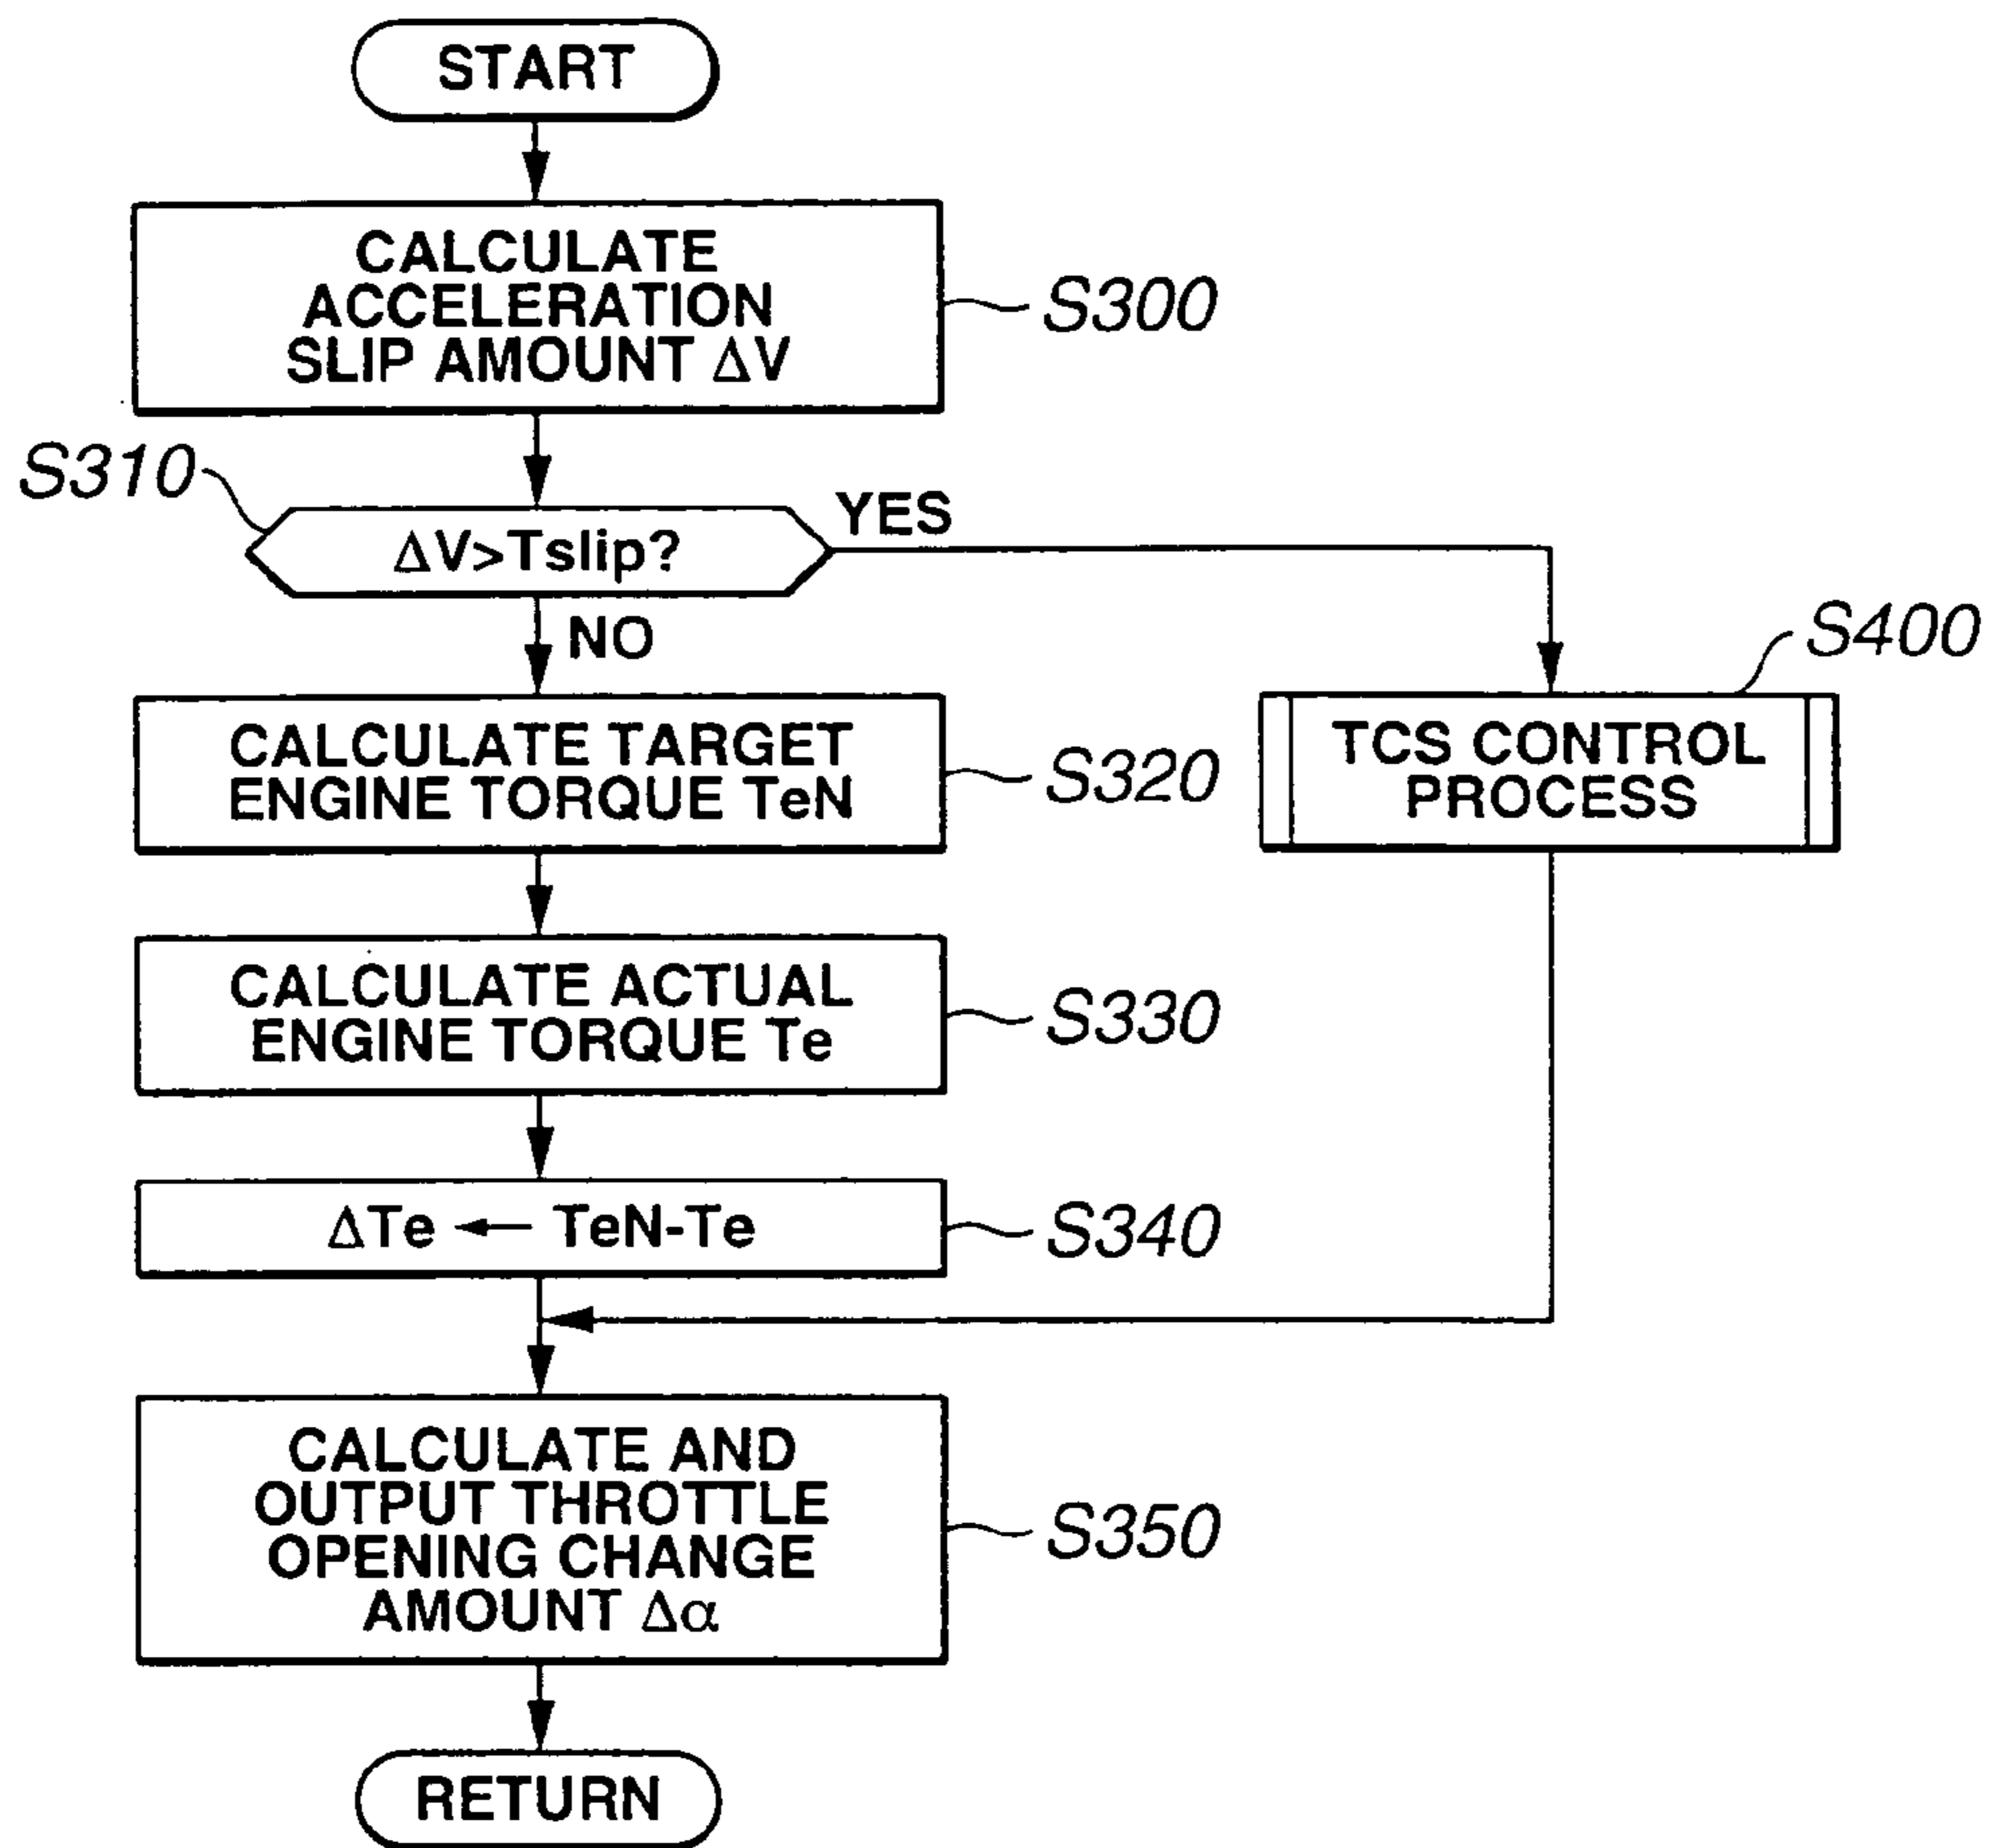 START
CALCULATE
ACCELERATION
SLIP AMOUNT ΔV
S300
S310
ΔV>Tslip?
YES
NO
S400
CALCULATE TARGET
ENGINE TORQUE TeN
S320
TCS CONTROL
PROCESS
CALCULATE ACTUAL
ENGINE TORQUE Te
S330
ΔTe ← TeN-Te
S340
CALCULATE AND
OUTPUT THROTTLE
OPENING CHANGE
AMOUNT Δα
S350
RETURN